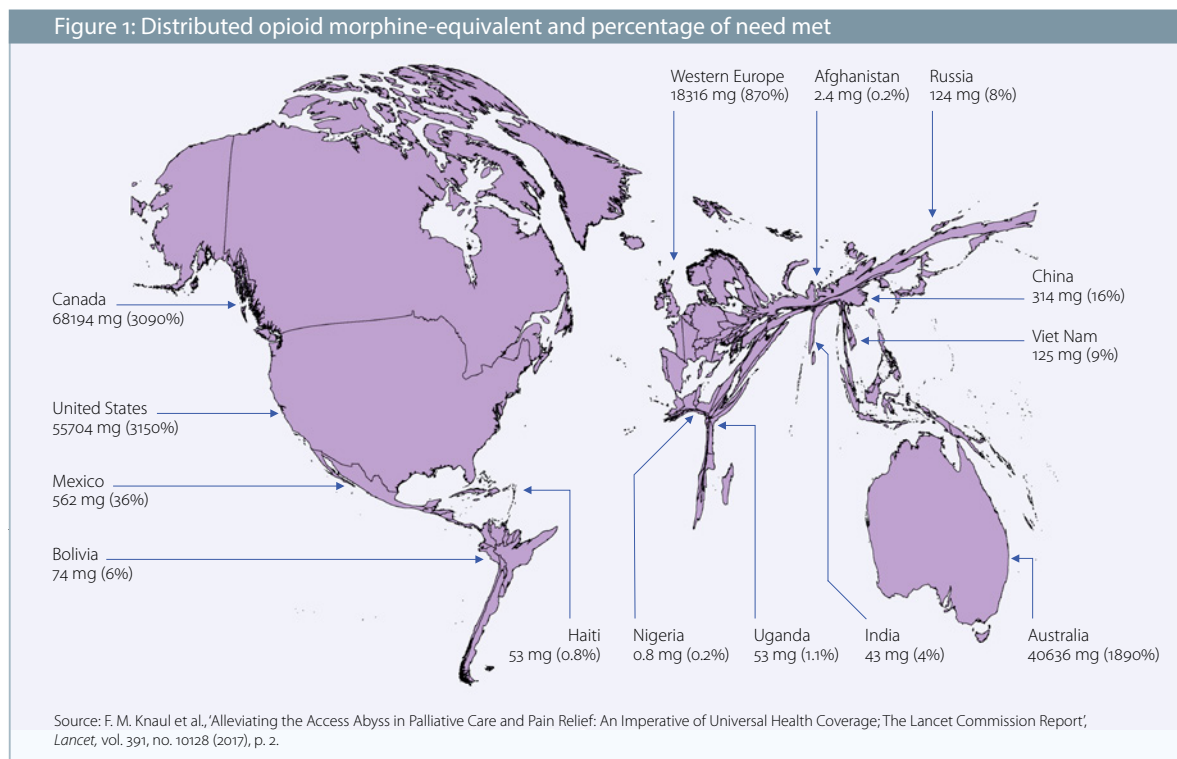 Figure 1: Distributed opioid morphine-equivalent and percentage of need met
Western Europe
18316 mg (870%)
Afghanistan
2.4 mg (0.2%)
Russia
124 mg (8%)
China
314 mg (16%)
Viet Nam
125 mg (9%)
Canada
68194 mg (3090%)
United States
55704 mg (3150%)
Mexico
562 mg (36%)
Bolivia
74 mg (6%)
Haiti
53 mg (0.8%)
Nigeria
0.8 mg (0.2%)
Uganda
53 mg (1.1%)
India
43 mg (4%)
Australia
40636 mg (1890%)
Source: F. M. Knaul et al., ‘Alleviating the Access Abyss in Palliative Care and Pain Relief: An Imperative of Universal Health Coverage; The Lancet Commission Report’,
Lancet, vol. 391, no. 10128 (2017), p. 2.